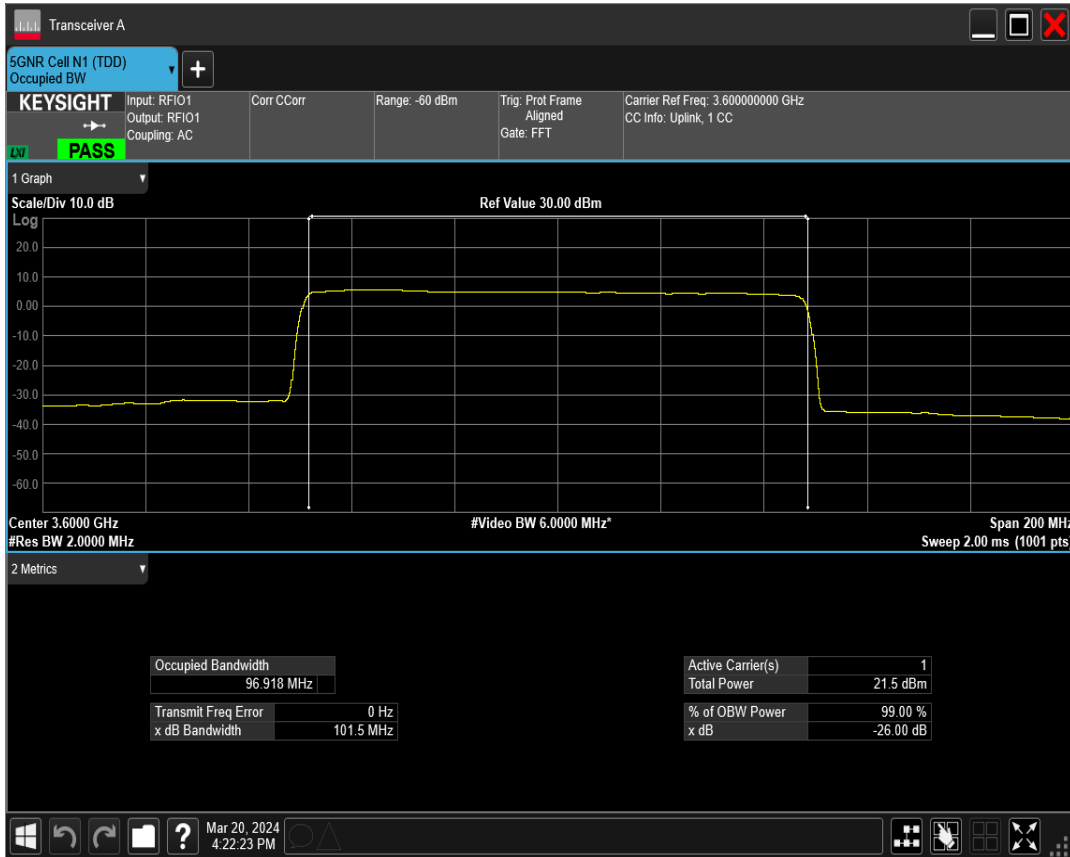 Transceiver A
5GNR Cell N1 (TDD)
Occupied BW
KEYSIGHT
LXI
PASS
Input: RFIO1
Output: RFIO1
Coupling: AC
Corr CCorr
Range: -60 dBm
Trig: Prot Frame
Aligned
Gate: FFT
Carrier Ref Freq: 3.600000000 GHz
CC Info: Uplink, 1 CC
1 Graph
Scale/Div 10.0 dB
Ref Value 30.00 dBm
Log
20.0
10.0
0.00
-10.0
-20.0
-30.0
-40.0
-50.0
-60.0
Center 3.6000 GHz
#Video BW 6.0000 MHz*
Span 200 MHz
#Res BW 2.0000 MHz
Sweep 2.00 ms (1001 pts)
2 Metrics
Occupied Bandwidth
96.918 MHz
Transmit Freq Error 0 Hz
x dB Bandwidth 101.5 MHz
Active Carrier(s) 1
Total Power 21.5 dBm
% of OBW Power 99.00 %
x dB -26.00 dB
Mar 20, 2024
4:22:23 PM